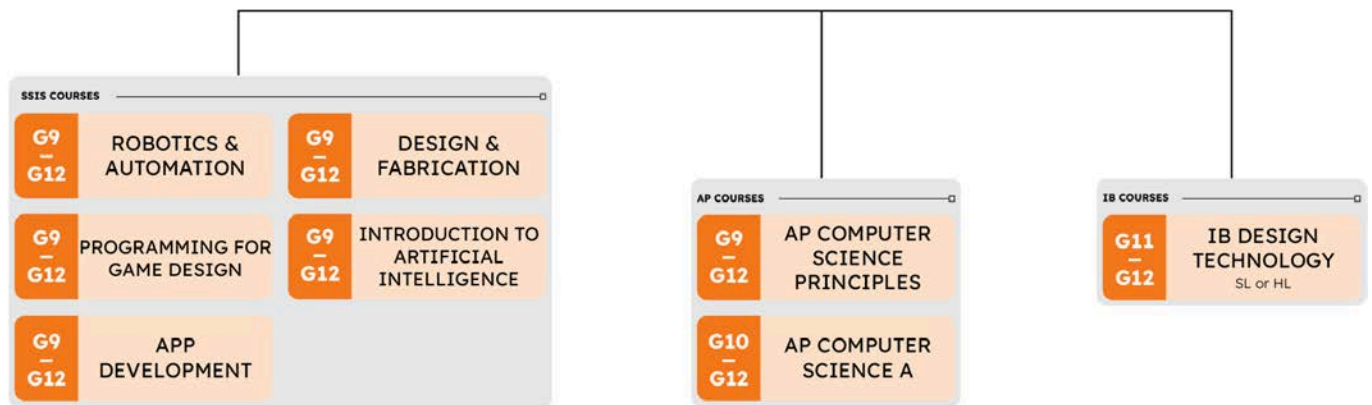 SSIS COURSES
G9
—
G12
ROBOTICS &
AUTOMATION
G9
—
G12
DESIGN &
FABRICATION
G9
—
G12
PROGRAMMING FOR
GAME DESIGN
G9
—
G12
INTRODUCTION TO
ARTIFICIAL
INTELLIGENCE
G9
—
G12
APP
DEVELOPMENT
AP COURSES
G9
—
G12
AP COMPUTER
SCIENCE
PRINCIPLES
G10
—
G12
AP COMPUTER
SCIENCE A
IB COURSES
G11
—
G12
IB DESIGN
TECHNOLOGY
SL or HL